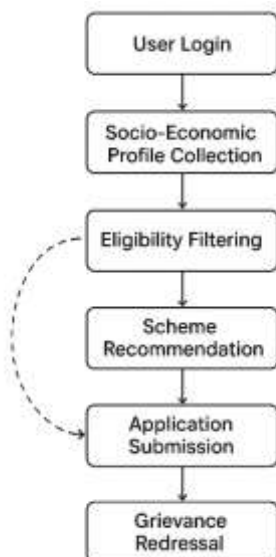 User Login
Socio-Economic
Profile Collection
Eligibility Filtering
Scheme
Recommendation
Application
Submission
Grievance
Redressal